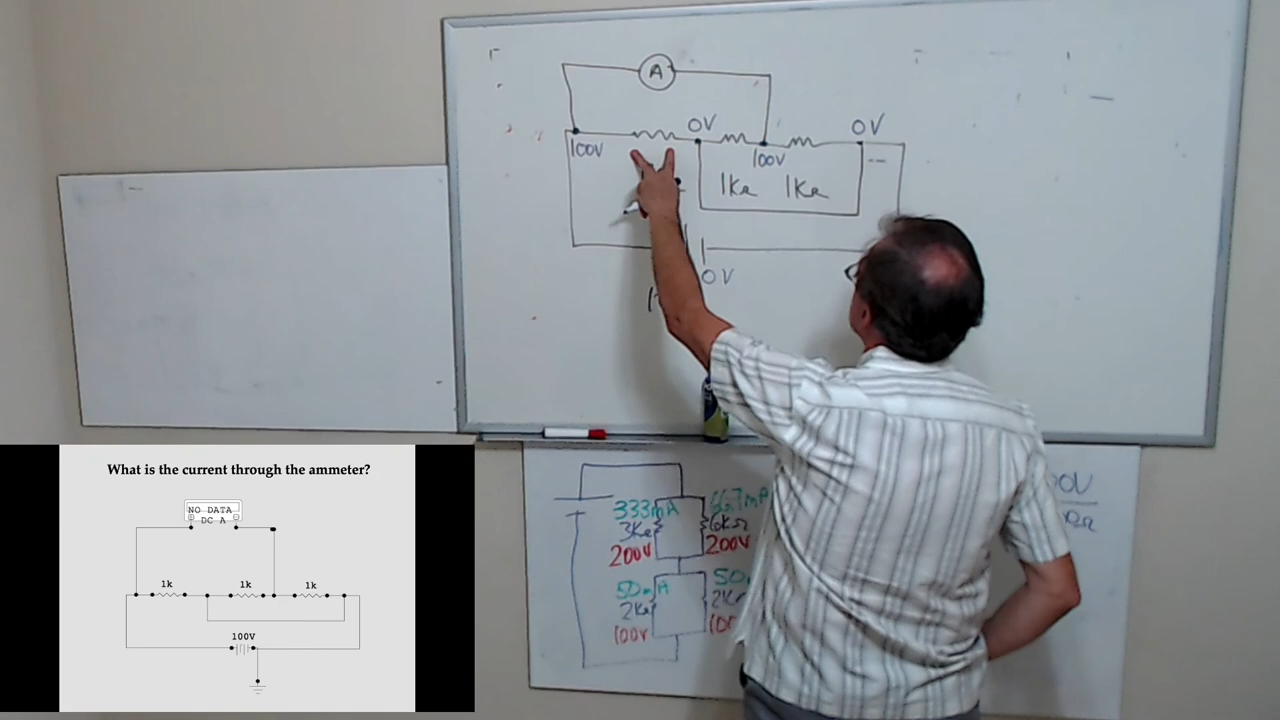 A
0V
0V
100V
100V
1KΩ 1KΩ
0V
333mA
3KΩ
200V
66.7mA
6KΩ
200V
50mA
2KΩ
100V
What is the current through the ammeter?
NO DATA
DC A
1k
1k
1k
100V